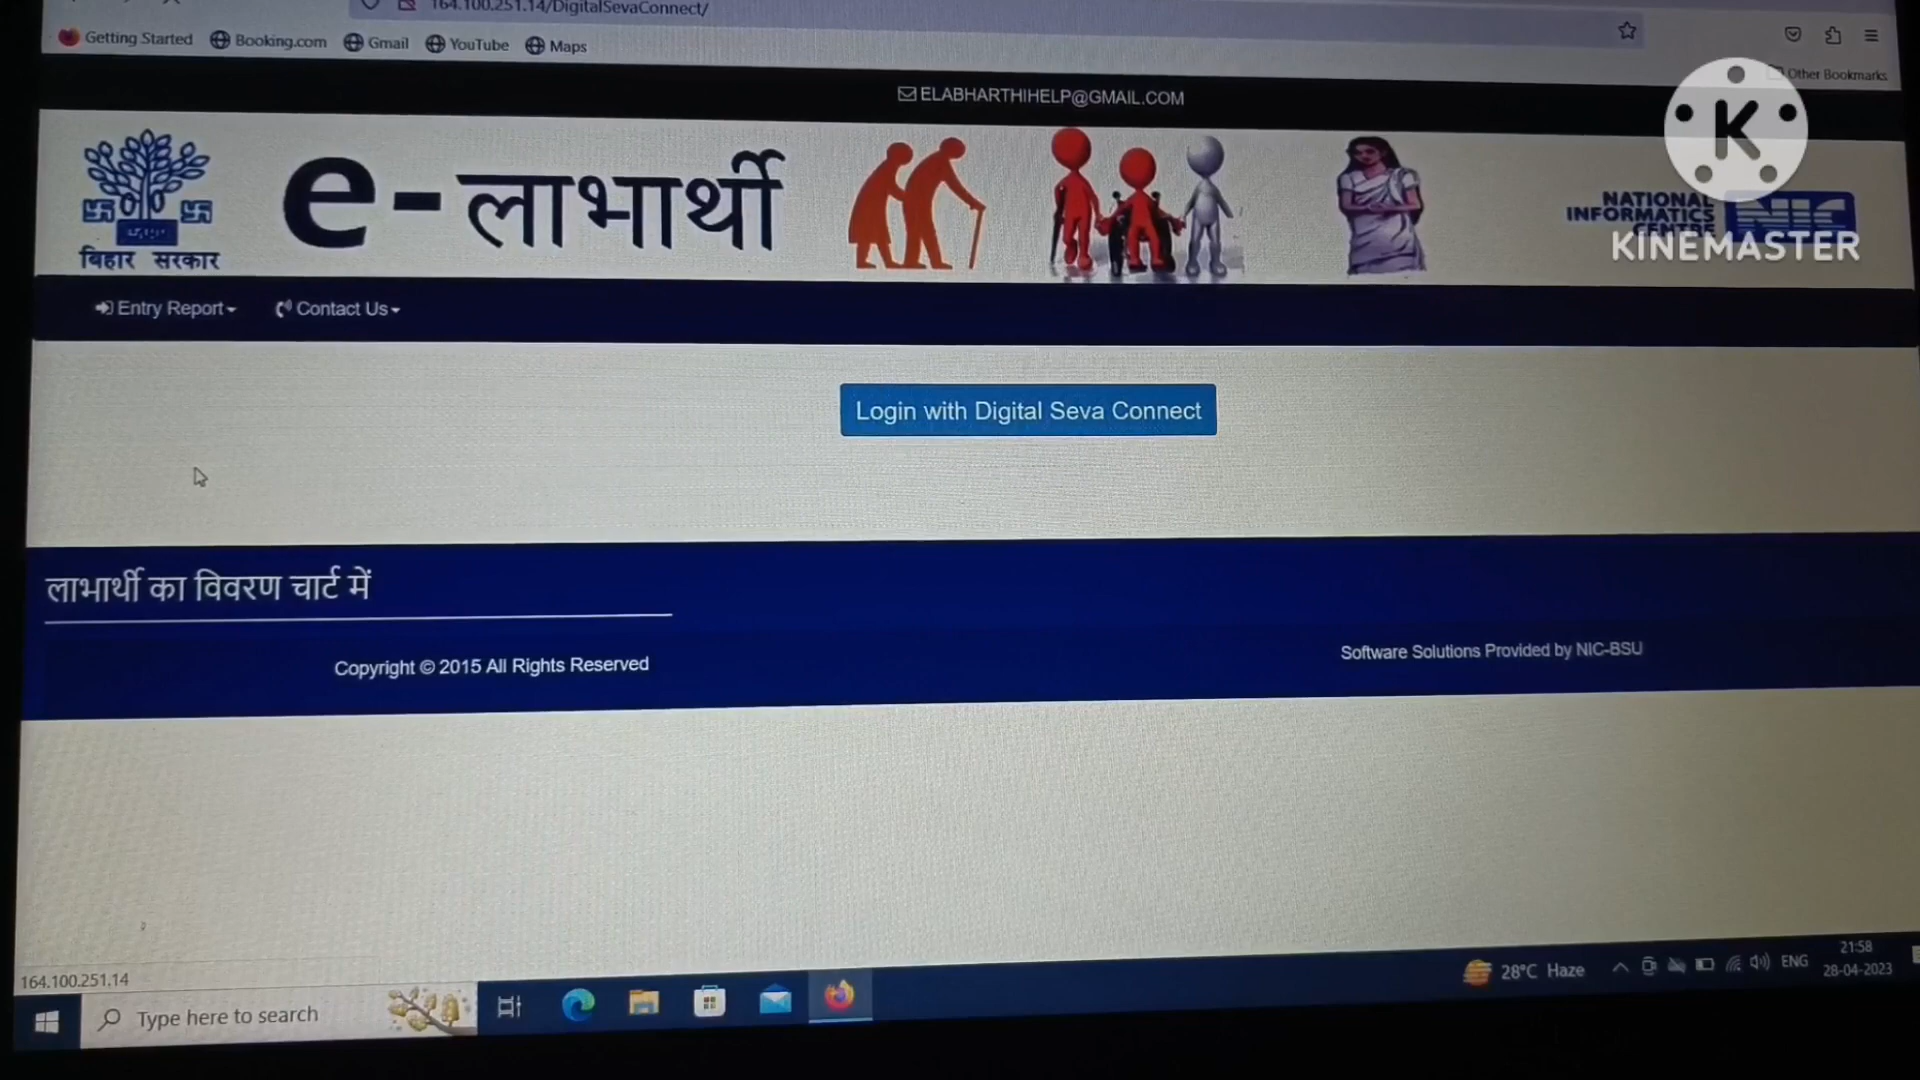 164.100.251.14/DigitalSevaConnect/
Getting Started Booking.com Gmail YouTube Maps
Other Bookmarks
ELABHARTHIHELP@GMAIL.COM
e-लाभार्थी
बिहार सरकार
NATIONAL
INFORMATICS
CENTRE
NIC
K
KINEMASTER
Entry Report Contact Us
Login with Digital Seva Connect
लाभार्थी का विवरण चार्ट में
Copyright © 2015 All Rights Reserved
Software Solutions Provided by NIC-BSU
164.100.251.14
Type here to search
28°C Haze
ENG
21:58
28-04-2023